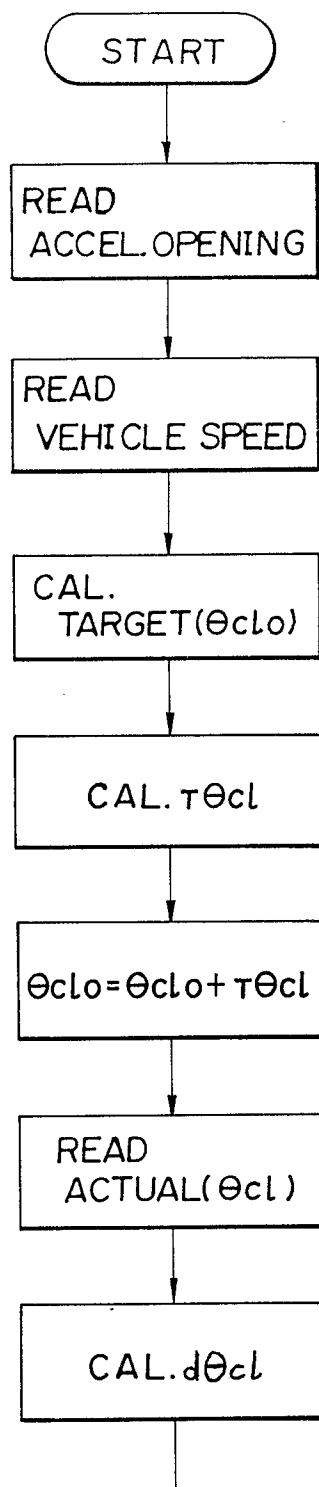 START
READ
ACCEL.OPENING
READ
VEHICLE SPEED
CAL.
TARGET(θclo)
CAL. τθcl
θclo=θclo+ τθcl
READ
ACTUAL(θcl)
CAL.dθcl